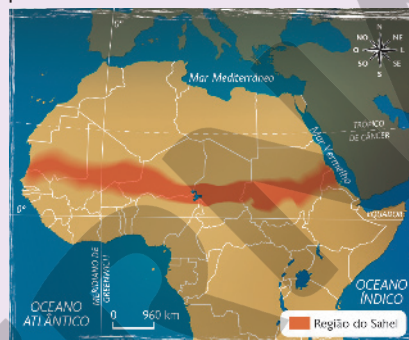 0°
N
NO
NE
O
L
SO
SE
Mar Mediterrâneo
TRÓPICO
DE CÂNCER
Mar Vermelho
0°
EQUADOR
MERIDIANO DE
GREENWICH
OCEANO
ATLÂNTICO
0 960 km
OCEANO
ÍNDICO
Região do Sahel